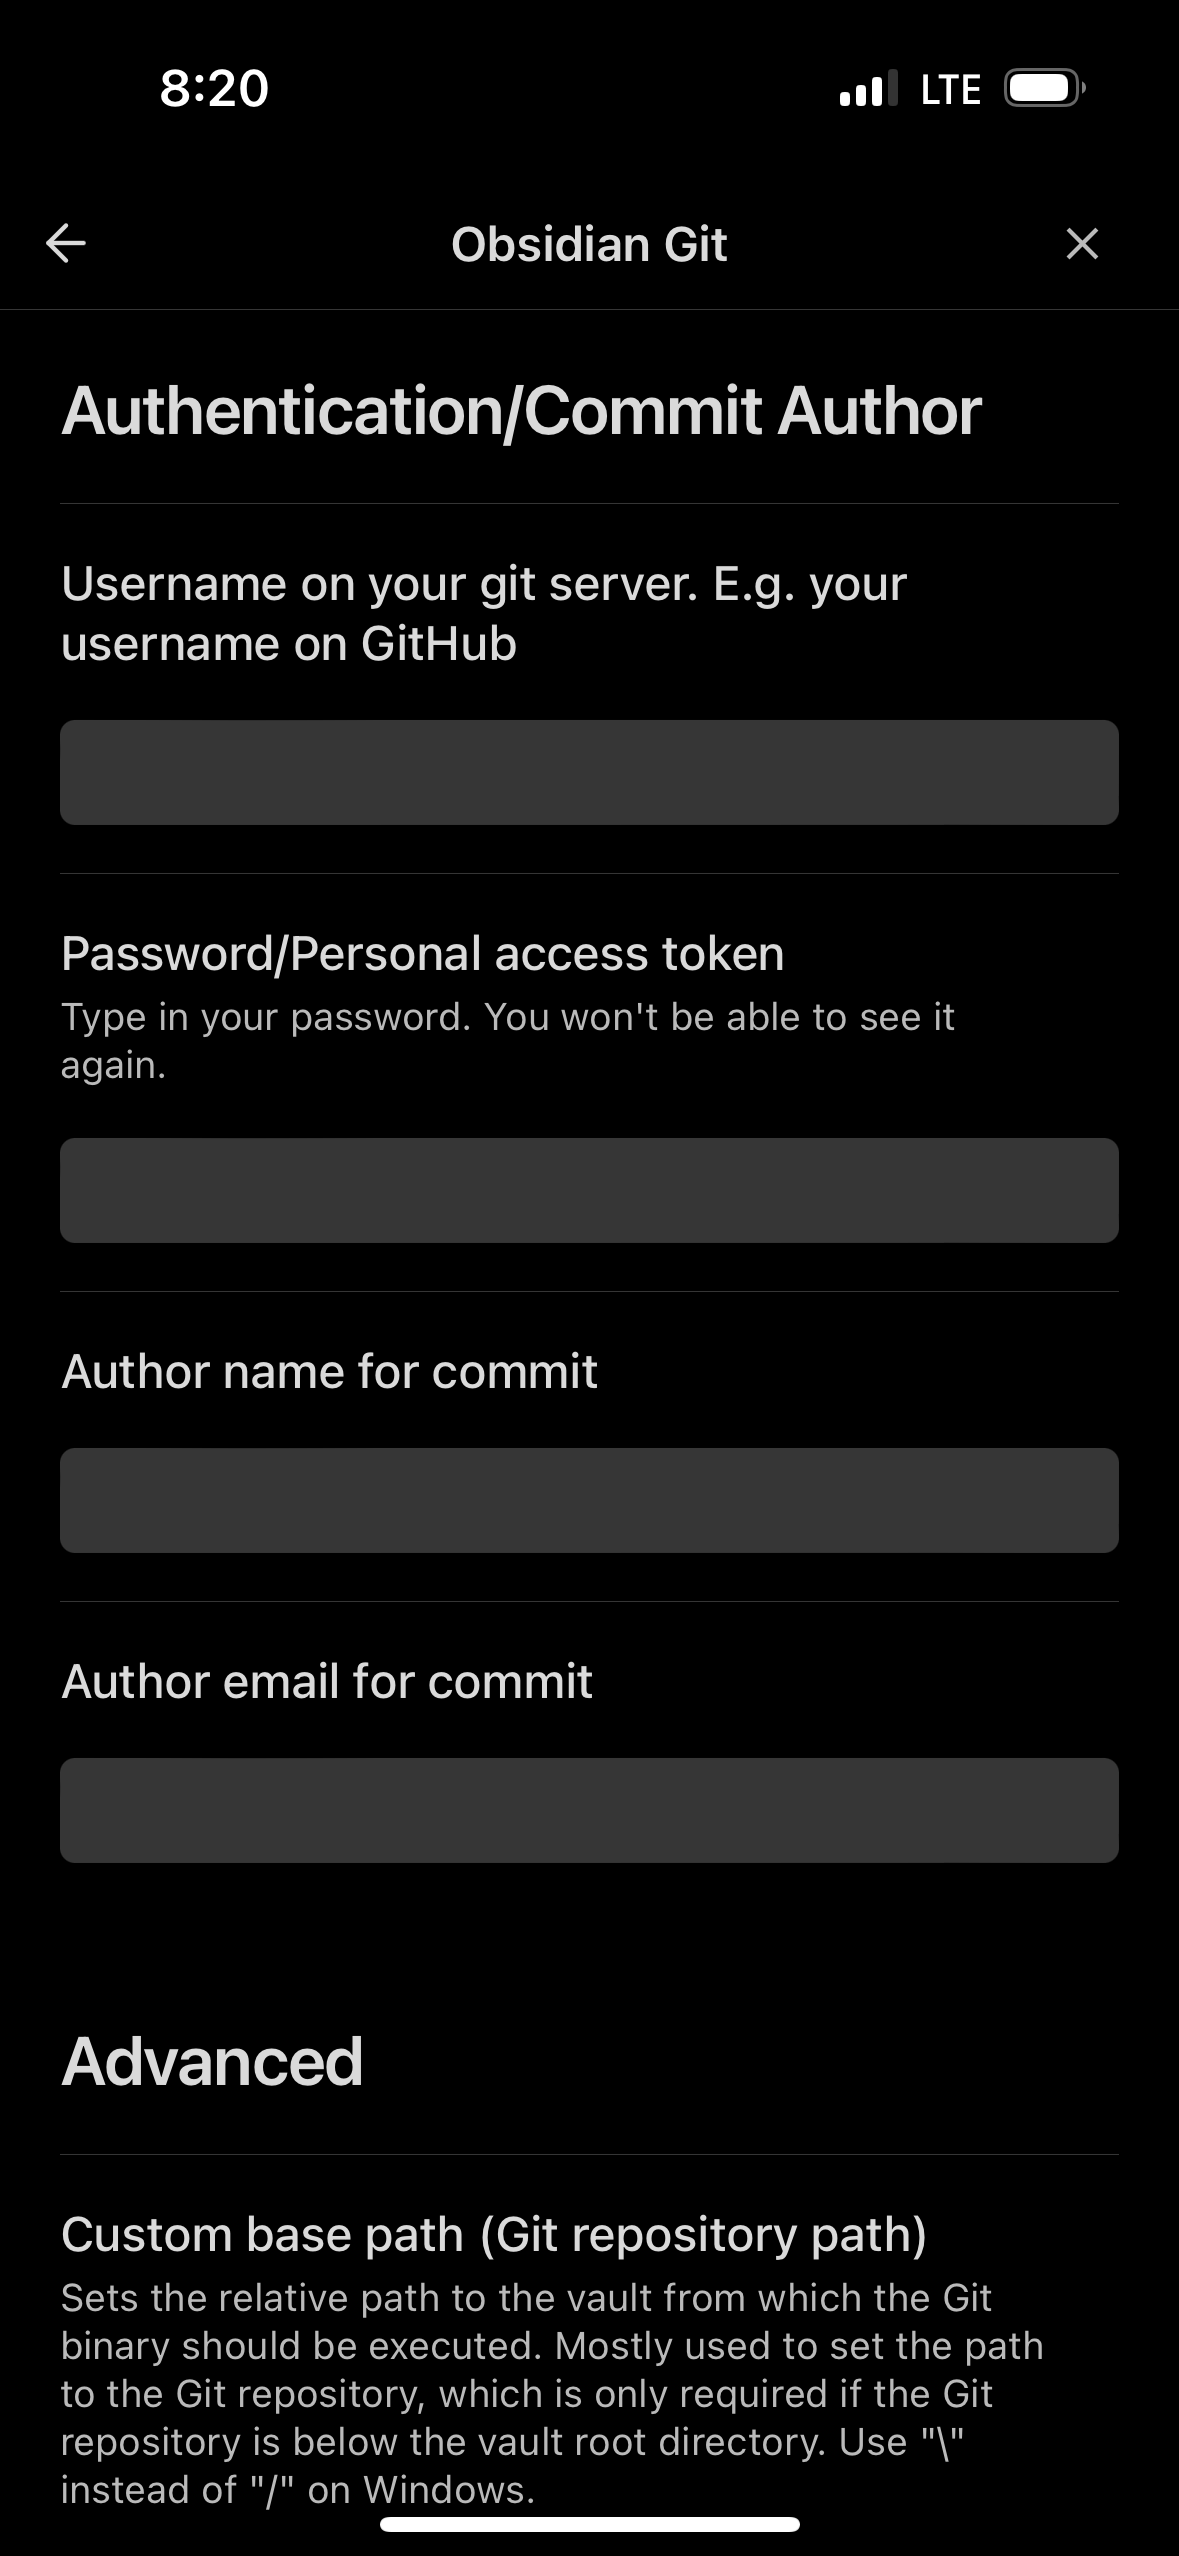 8:20
LTE
Obsidian Git
Authentication/Commit Author
Username on your git server. E.g. your
username on GitHub
Password/Personal access token
Type in your password. You won't be able to see it
again.
Author name for commit
Author email for commit
Advanced
Custom base path (Git repository path)
Sets the relative path to the vault from which the Git
binary should be executed. Mostly used to set the path
to the Git repository, which is only required if the Git
repository is below the vault root directory. Use "\"
instead of "/" on Windows.